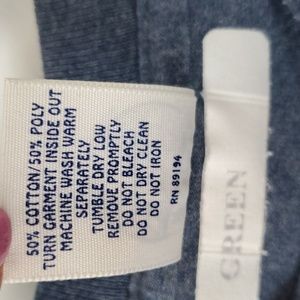 50% COTTON/50% POLY
TURN GARMENT INSIDE OUT
MACHINE WASH WARM
SEPARATELY
TUMBLE DRY LOW
REMOVE PROMPTLY
DO NOT BLEACH
DO NOT DRY CLEAN
DO NOT IRON
RN 89194
GREEN